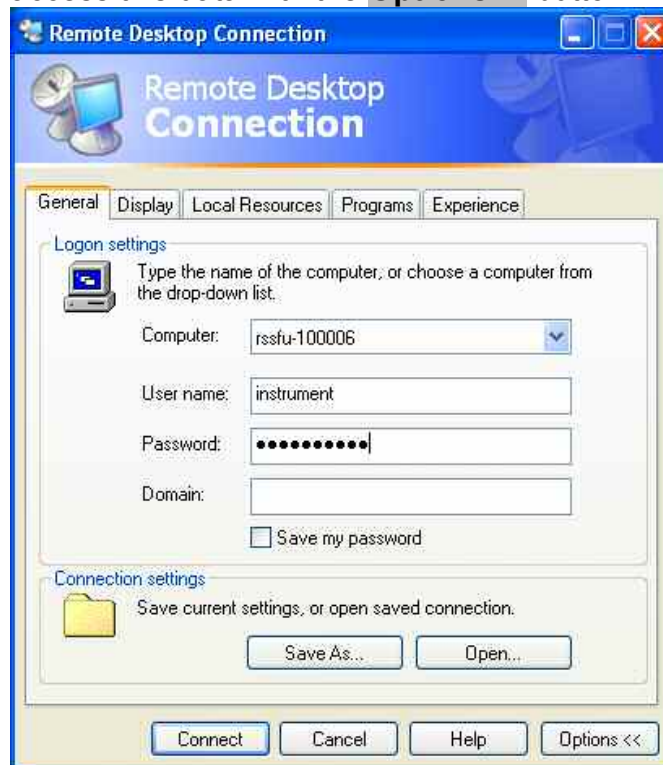 Remote Desktop Connection
Remote Desktop
Connection
General Display Local Resources Programs Experience
Logon settings
Type the name of the computer, or choose a computer from
the drop-down list.
Computer: rssfu-100006
User name: instrument
Password: ●●●●●●●●●●
Domain:
Save my password
Connection settings
Save current settings, or open saved connection.
Save As... Open...
Connect Cancel Help Options <<